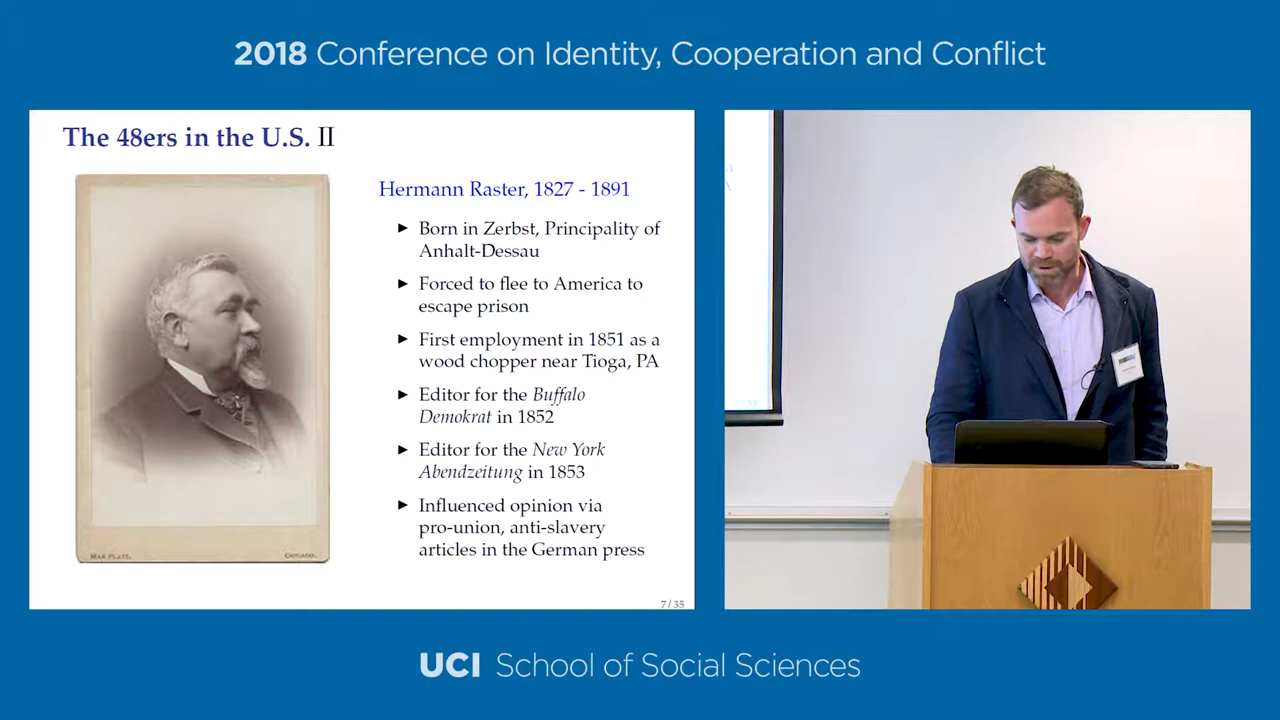 2018 Conference on Identity, Cooperation and Conflict
The 48ers in the U.S. II
Hermann Raster, 1827 - 1891
► Born in Zerbst, Principality of
Anhalt-Dessau
► Forced to flee to America to
escape prison
► First employment in 1851 as a
wood chopper near Tioga, PA
► Editor for the Buffalo
Demokrat in 1852
► Editor for the New York
Abendzeitung in 1853
► Influenced opinion via
pro-union, anti-slavery
articles in the German press
MAX PLATZ. CHICAGO.
7 / 35
7 / 35
UCI School of Social Sciences